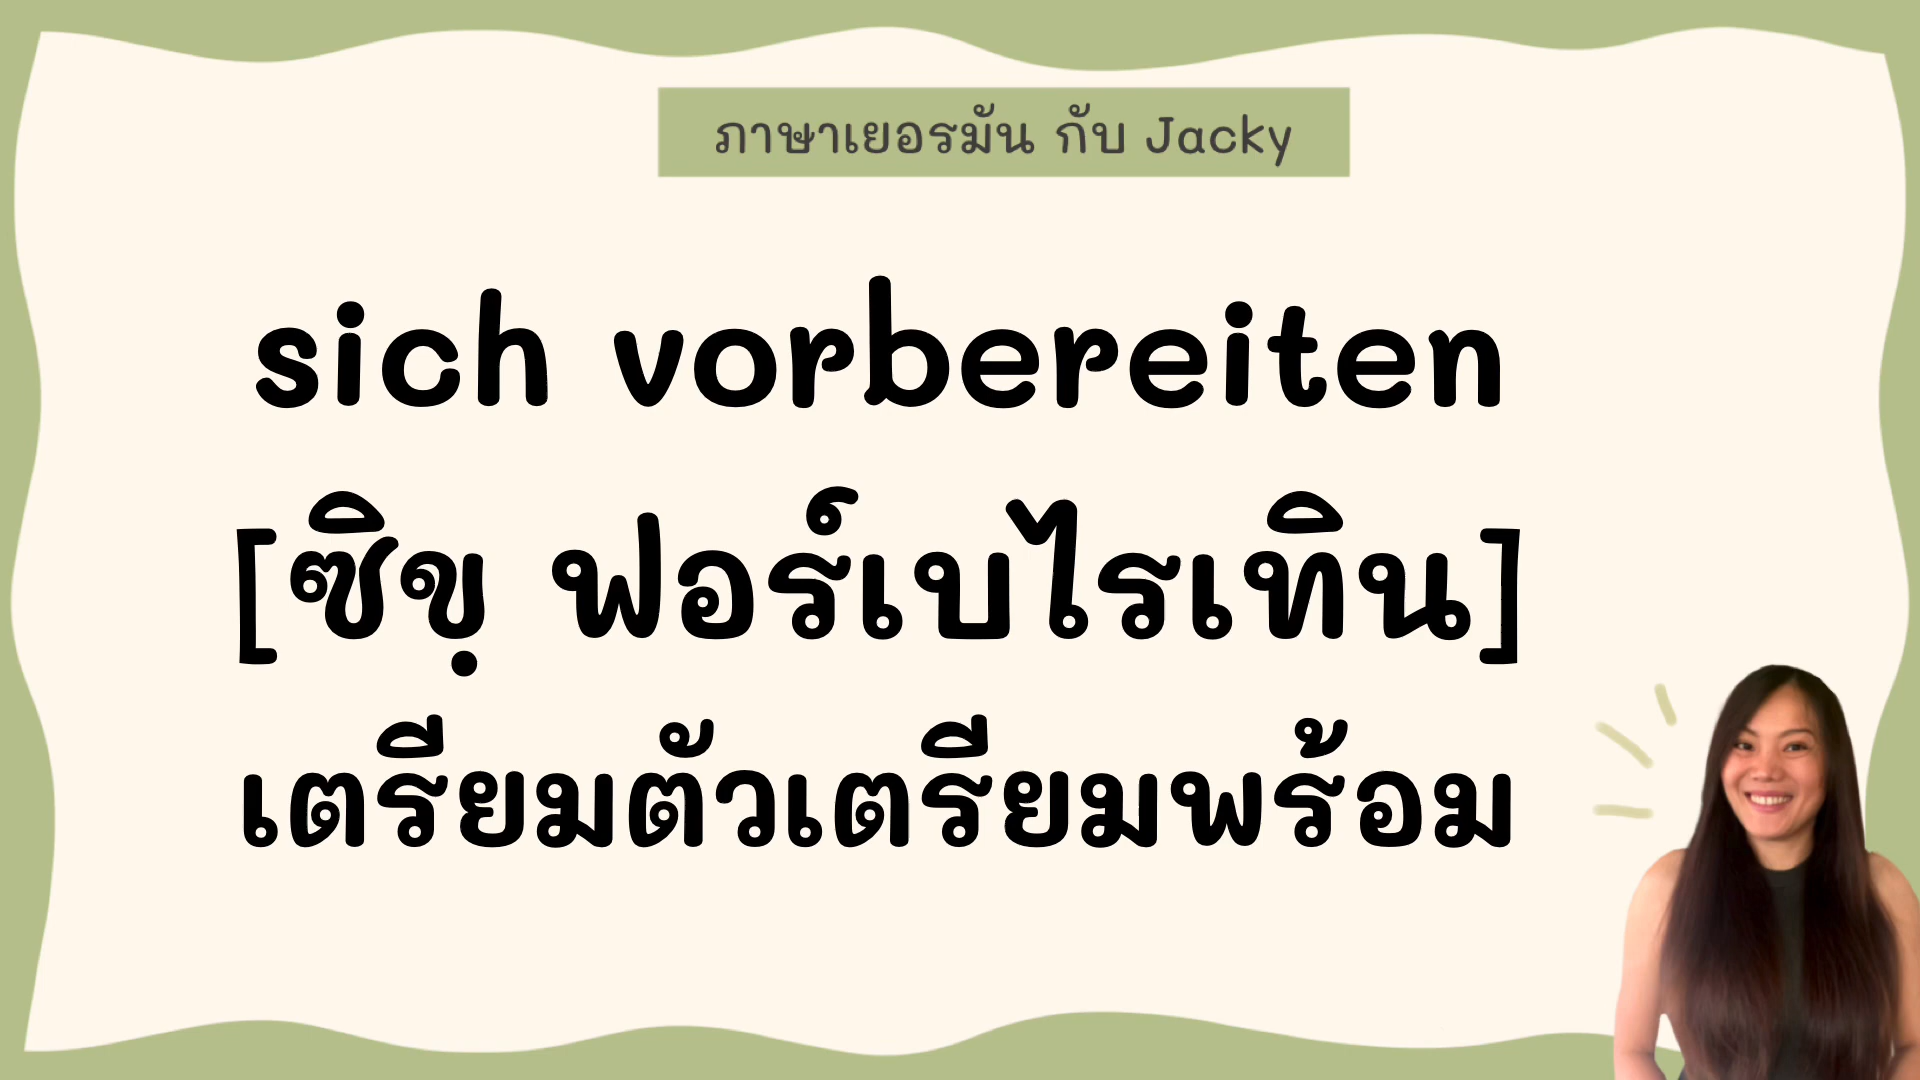 ภาษาเยอรมัน กับ Jacky
sich vorbereiten
[ซิขฺ ฟอร์เบไรเทิน]
เตรียมตัวเตรียมพร้อม